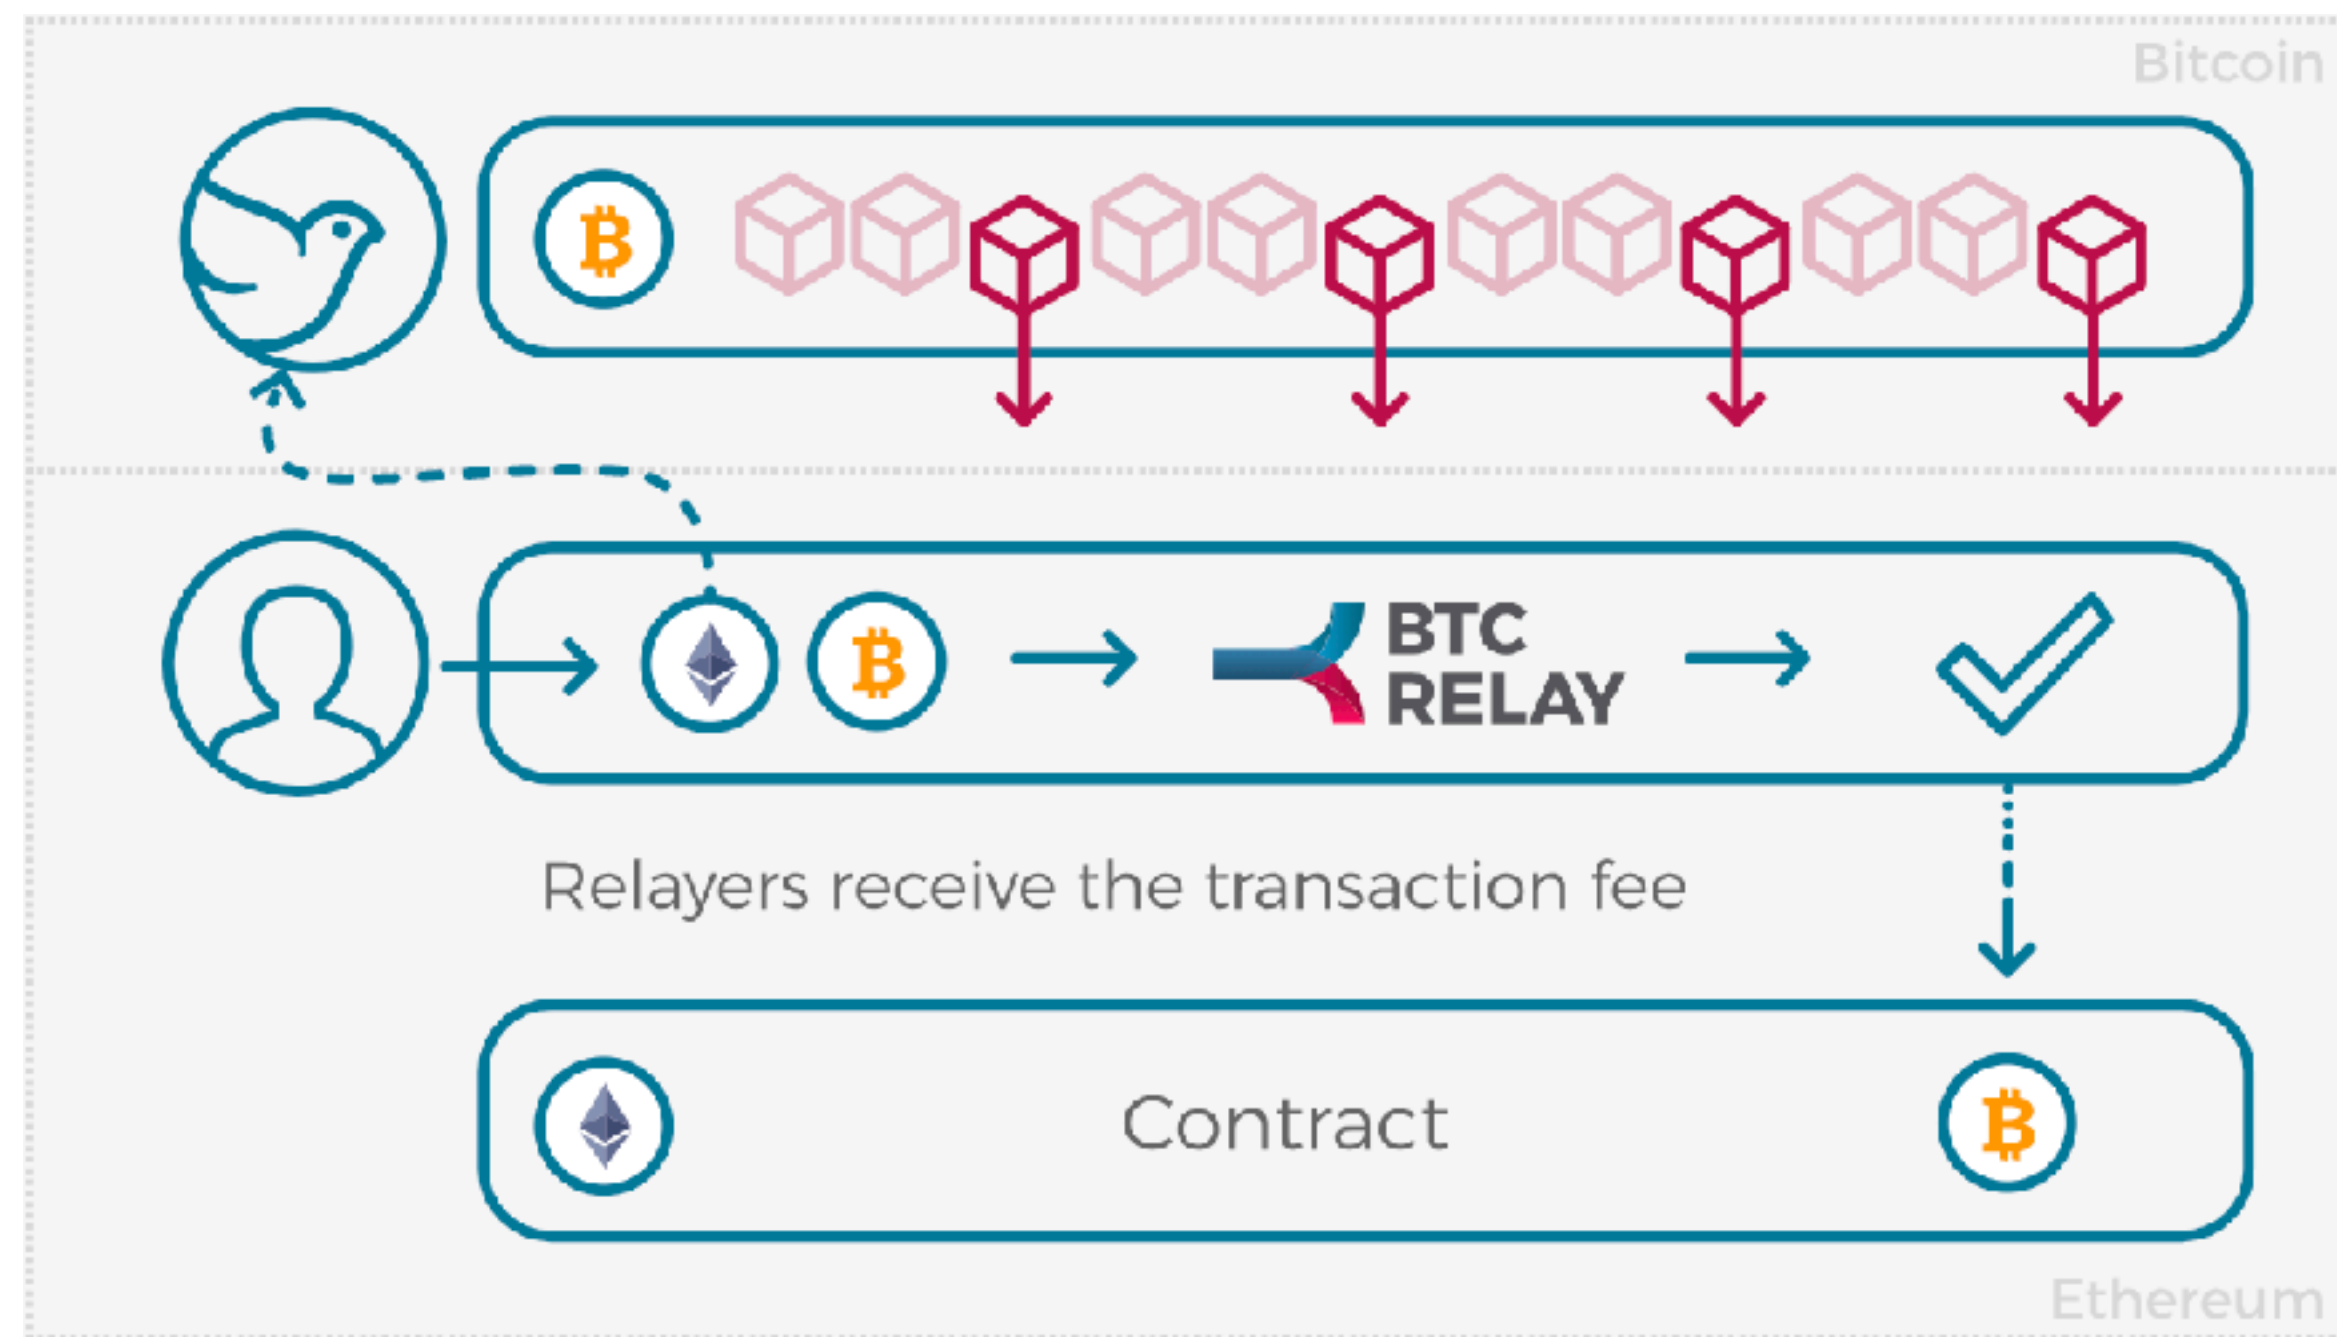 Bitcoin
BTC
RELAY
Relayers receive the transaction fee
Contract
Ethereum